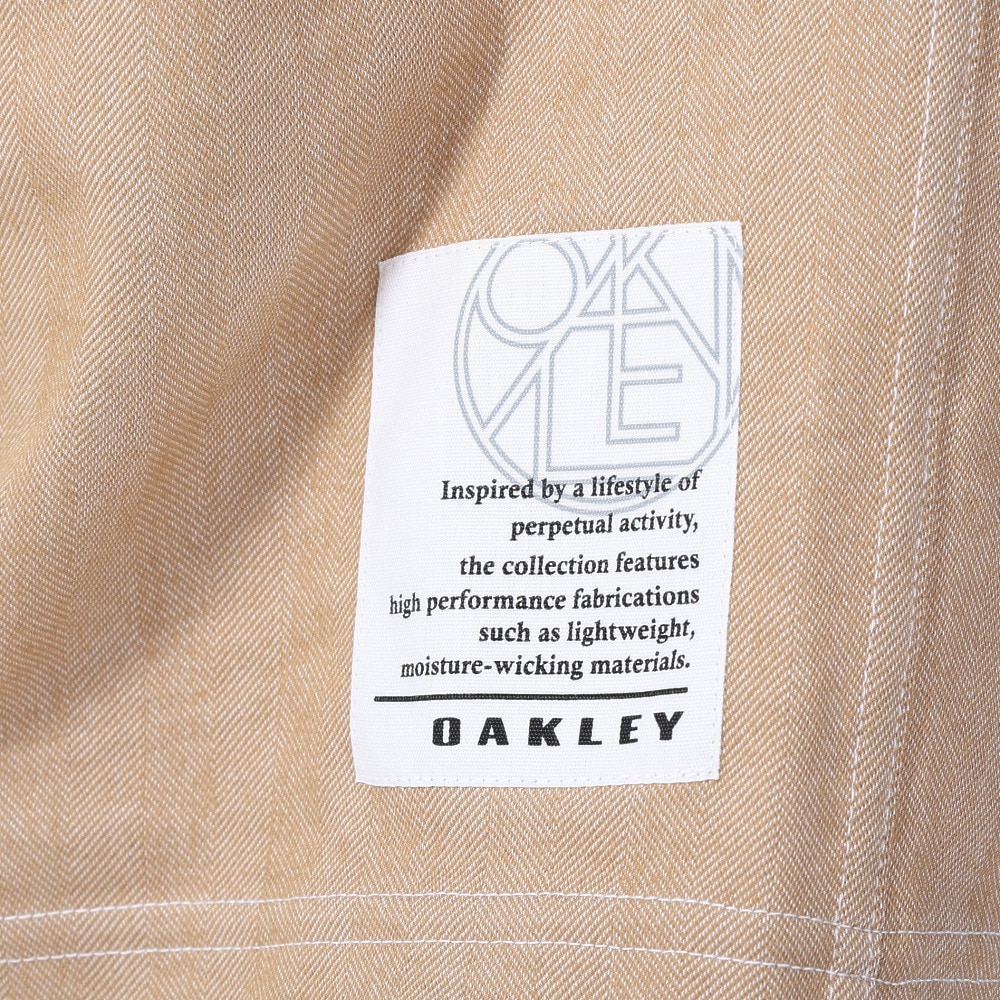 OAKLEY
Inspired by a lifestyle of
perpetual activity,
the collection features
high performance fabrications
such as lightweight,
moisture-wicking materials.
OAKLEY